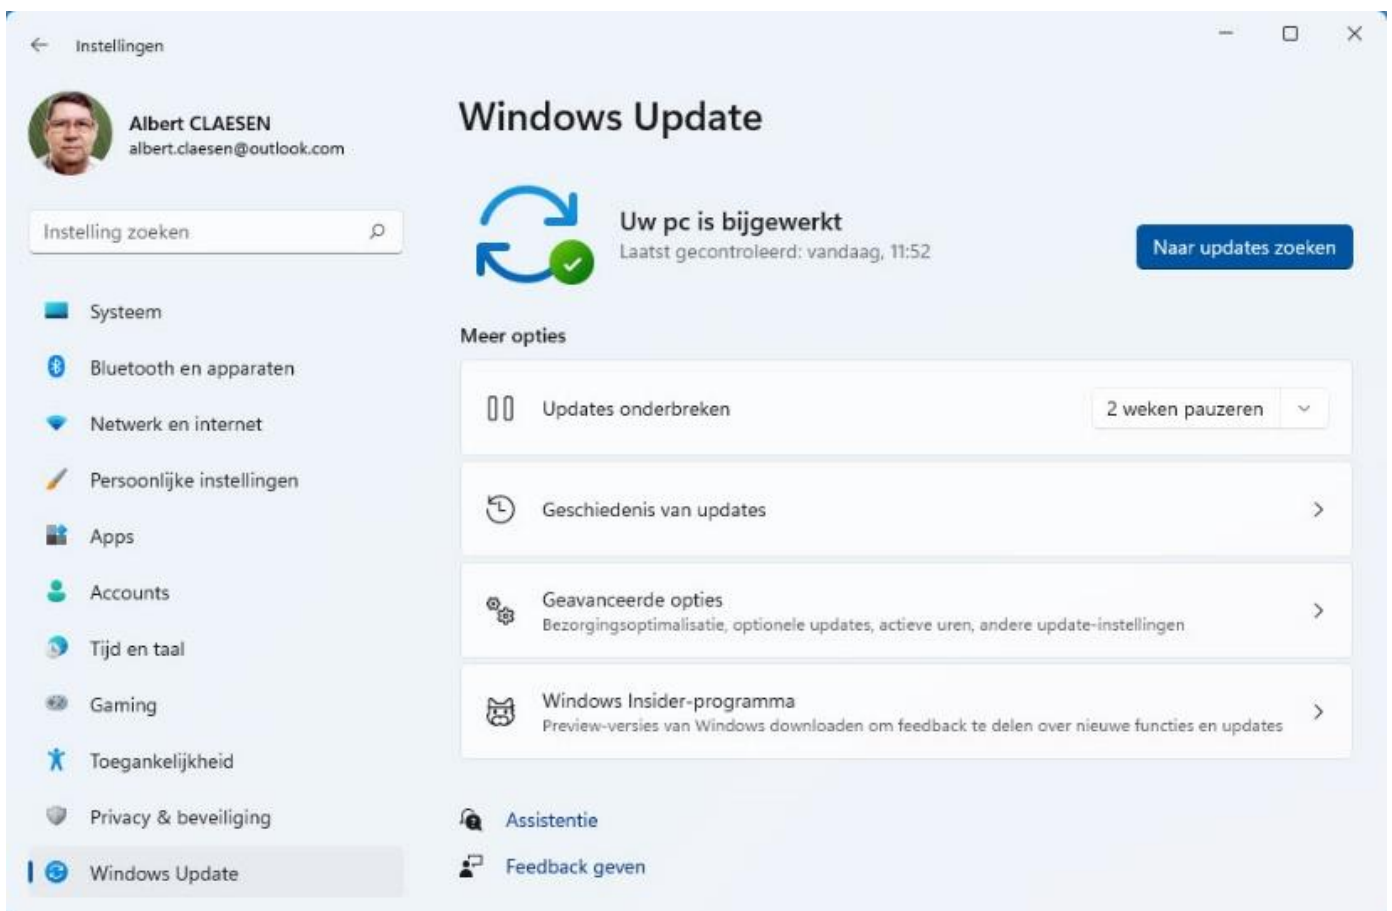 Instellingen
Albert CLAESEN
albert.claesen@outlook.com
Instelling zoeken
Systeem
Bluetooth en apparaten
Netwerk en internet
Persoonlijke instellingen
Apps
Accounts
Tijd en taal
Gaming
Toegankelijkheid
Privacy & beveiliging
Windows Update
Windows Update
Uw pc is bijgewerkt
Laatst gecontroleerd: vandaag, 11:52
Naar updates zoeken
Meer opties
Updates onderbreken
2 weken pauzeren
Geschiedenis van updates
Geavanceerde opties
Bezorgingsoptimalisatie, optionele updates, actieve uren, andere update-instellingen
Windows Insider-programma
Preview-versies van Windows downloaden om feedback te delen over nieuwe functies en updates
Assistentie
Feedback geven